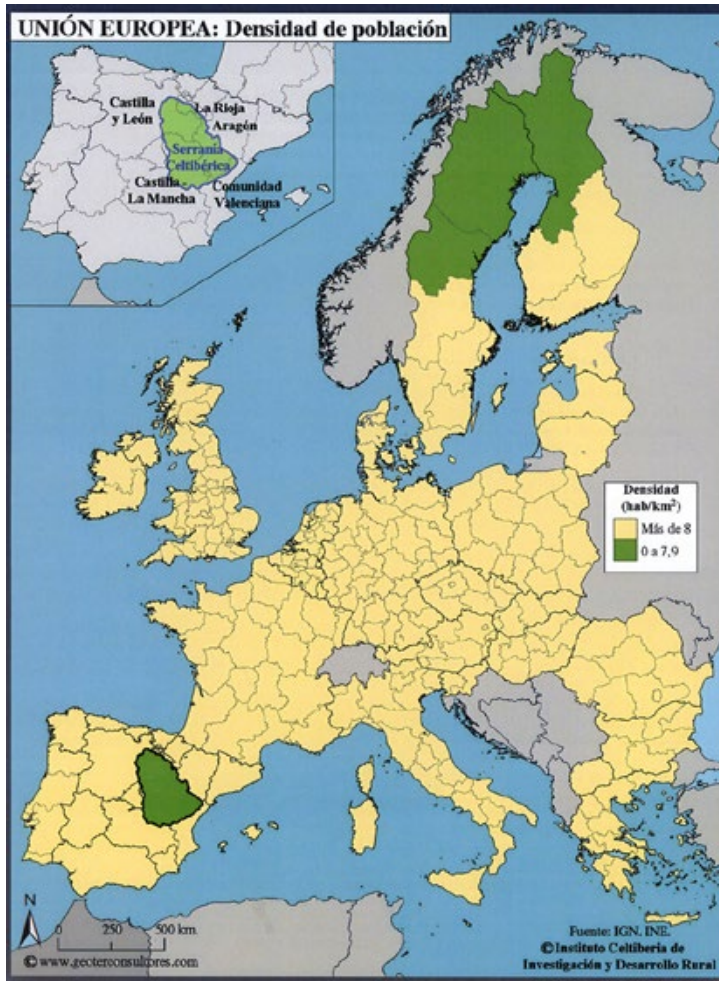 UNIÓN EUROPEA: Densidad de población
Castilla
y León
La Rioja
Aragón
Serranía
Celtibérica
Castilla
La Mancha
Comunidad
Valenciana
Densidad
(hab/km²)
Más de 8
0 a 7,9
N
0 250 500 km.
© www.geoterconsultores.com
Fuente: IGN. INE.
© Instituto Celtiberia de
Investigación y Desarrollo Rural